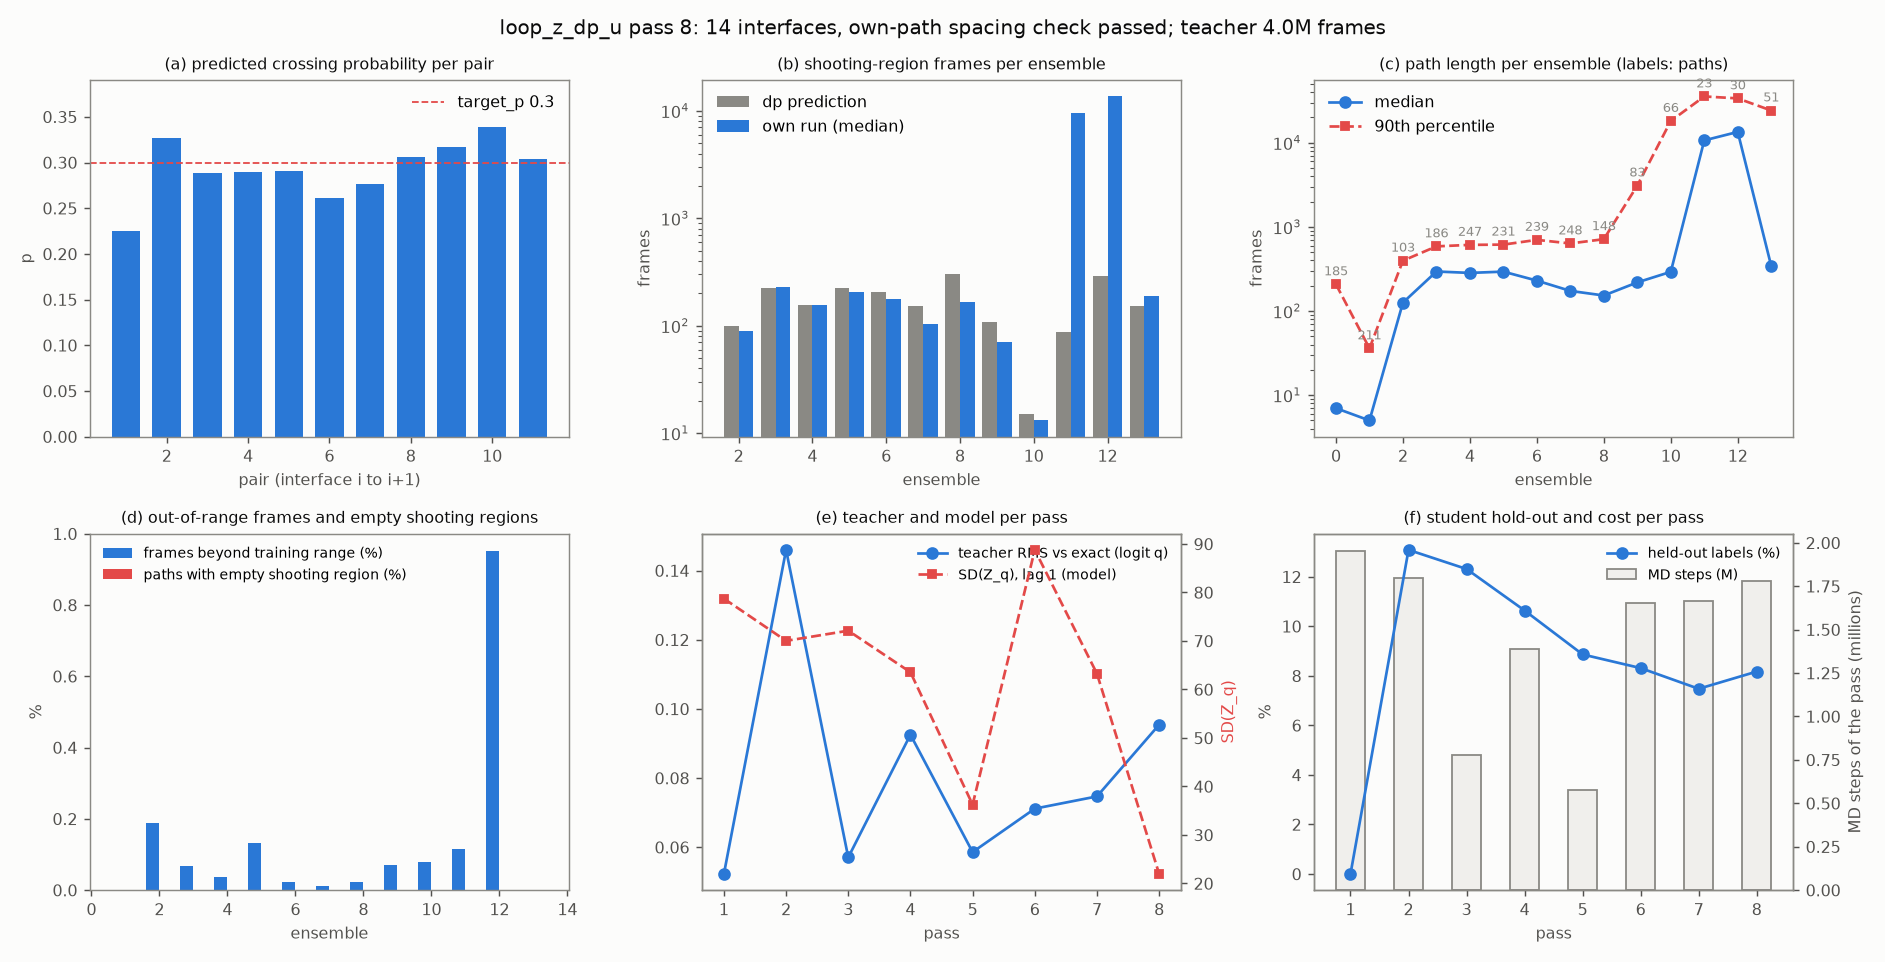 loop_z_dp_u pass 8: 14 interfaces, own-path spacing check passed; teacher 4.0M frames
(a) predicted crossing probability per pair
target_p 0.3
0.35
0.30
0.25
0.20
0.15
0.10
0.05
0.00
p
2 4 6 8 10
pair (interface i to i+1)
(b) shooting-region frames per ensemble
dp prediction
own run (median)
10⁴
10³
10²
10¹
frames
2 4 6 8 10 12
ensemble
(c) path length per ensemble (labels: paths)
median
90th percentile
185 211 103 186 247 231 239 248 148 83 66 23 30 51
10⁴
10³
10²
10¹
frames
0 2 4 6 8 10 12
ensemble
(d) out-of-range frames and empty shooting regions
frames beyond training range (%)
paths with empty shooting region (%)
1.0
0.8
0.6
0.4
0.2
0.0
%
0 2 4 6 8 10 12 14
ensemble
(e) teacher and model per pass
teacher RMS vs exact (logit q)
SD(Z_q), lag 1 (model)
0.14
0.12
0.10
0.08
0.06
90
80
70
60
50
40
30
20
SD(Z_q)
1 2 3 4 5 6 7 8
pass
(f) student hold-out and cost per pass
held-out labels (%)
MD steps (M)
12
10
8
6
4
2
0
%
2.00
1.75
1.50
1.25
1.00
0.75
0.50
0.25
0.00
MD steps of the pass (millions)
1 2 3 4 5 6 7 8
pass